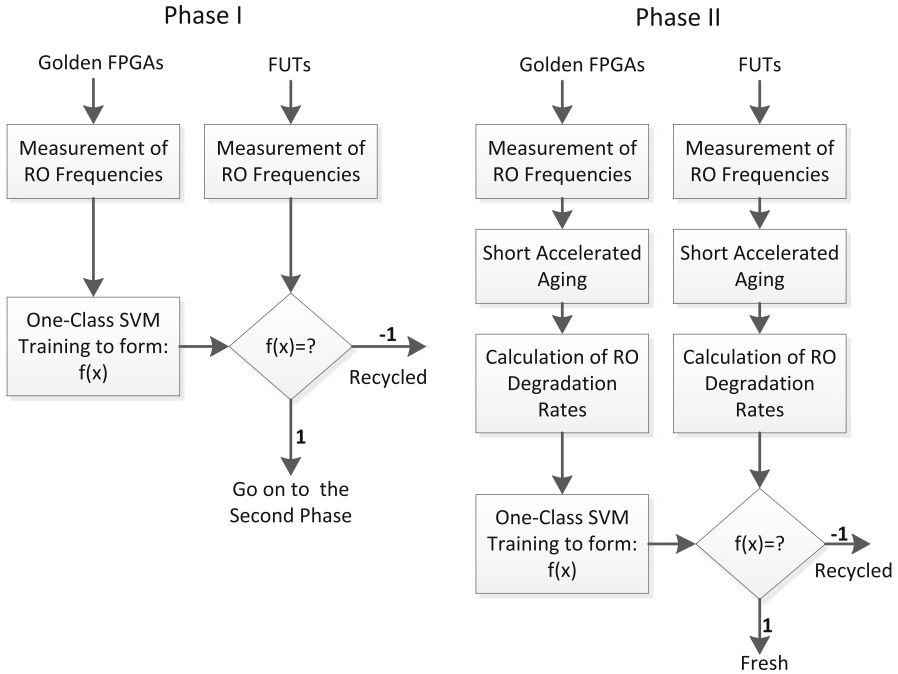 Phase I
Golden FPGAs
FUTs
Measurement of
RO Frequencies
Measurement of
RO Frequencies
One-Class SVM
Training to form:
f(x)
f(x)=?
-1
Recycled
1
Go on to the
Second Phase
Phase II
Golden FPGAs
FUTs
Measurement of
RO Frequencies
Measurement of
RO Frequencies
Short Accelerated
Aging
Short Accelerated
Aging
Calculation of RO
Degradation
Rates
Calculation of RO
Degradation
Rates
One-Class SVM
Training to form:
f(x)
f(x)=?
-1
Recycled
1
Fresh